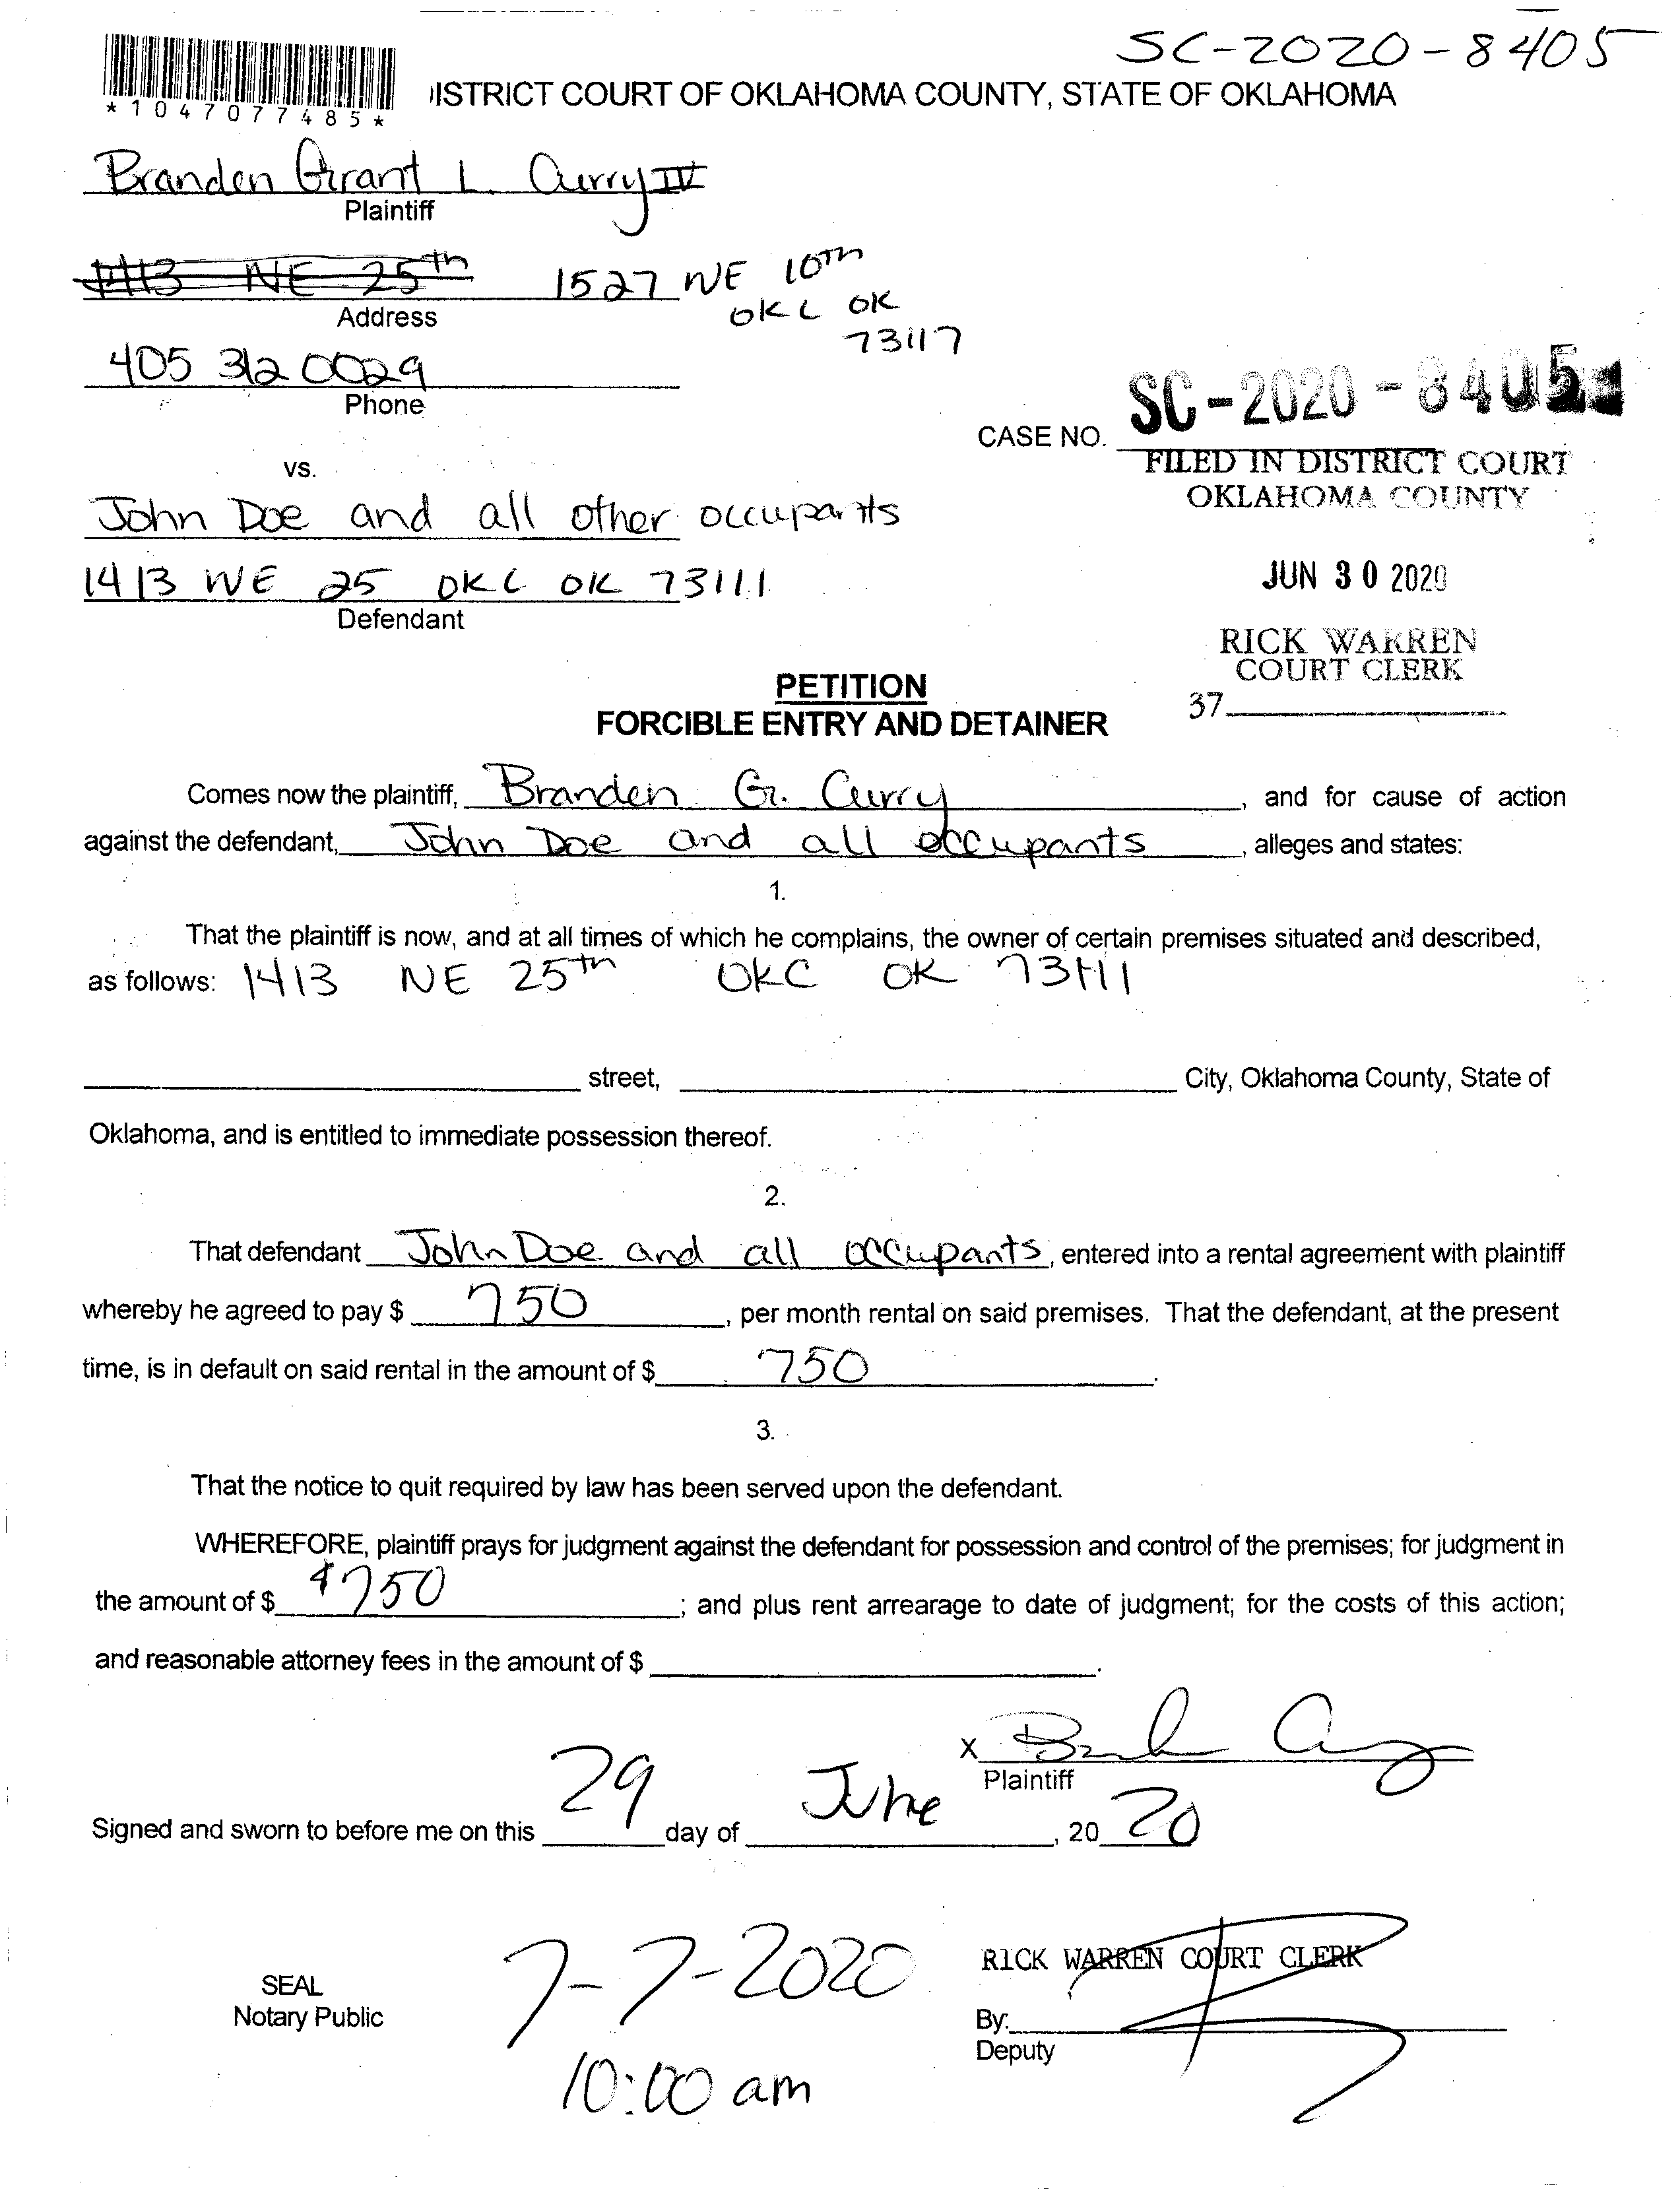 SC-2020-8405
*1047077485*
ISTRICT COURT OF OKLAHOMA COUNTY, STATE OF OKLAHOMA
Branden Grant L Curry IV
Plaintiff
1413 NE 25th 1527 NE 10th
Address OKC OK
73117
405 312 0029
Phone
SC-2020-8405
CASE NO.
FILED IN DISTRICT COURT
OKLAHOMA COUNTY
vs.
John Doe and all other occupants
1413 NE 25 OKC OK 73111
Defendant
JUN 30 2020
RICK WARREN
COURT CLERK
37
PETITION
FORCIBLE ENTRY AND DETAINER
Comes now the plaintiff, Branden G. Curry, and for cause of action
against the defendant, John Doe and all occupants, alleges and states:
1.
That the plaintiff is now, and at all times of which he complains, the owner of certain premises situated and described,
as follows: 1413 NE 25th OKC OK 73111
street, City, Oklahoma County, State of
Oklahoma, and is entitled to immediate possession thereof.
2.
That defendant John Doe and all occupants, entered into a rental agreement with plaintiff
whereby he agreed to pay $ 750, per month rental on said premises. That the defendant, at the present
time, is in default on said rental in the amount of $ 750.
3.
That the notice to quit required by law has been served upon the defendant.
WHEREFORE, plaintiff prays for judgment against the defendant for possession and control of the premises; for judgment in
the amount of $ $750; and plus rent arrearage to date of judgment; for the costs of this action;
and reasonable attorney fees in the amount of $ .
X
Plaintiff
Signed and sworn to before me on this 29 day of June, 2020
7-7-2020
10:00 am
SEAL
Notary Public
RICK WARREN COURT CLERK
By:
Deputy